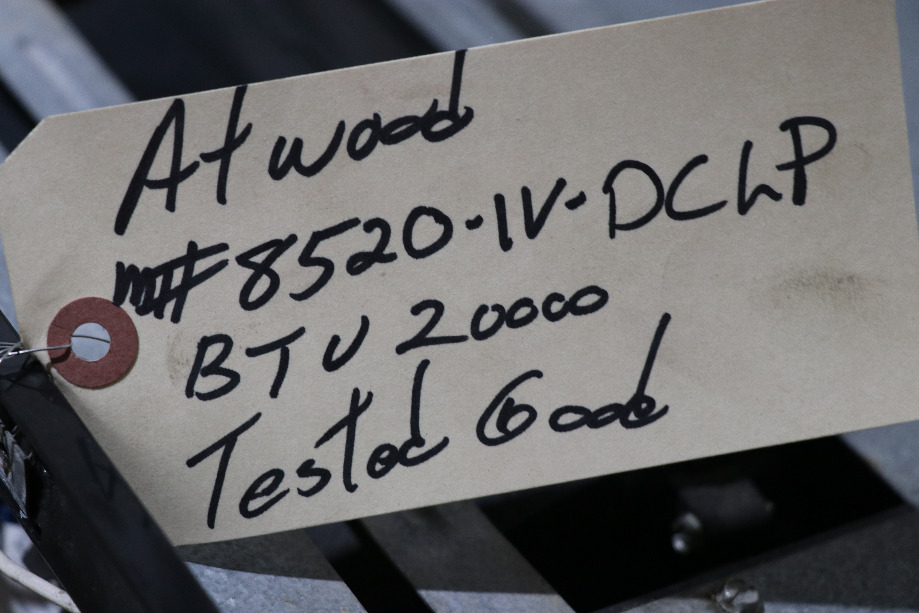 Atwood
m# 8520-IV-DCLP
BTU 20000
Tested Good